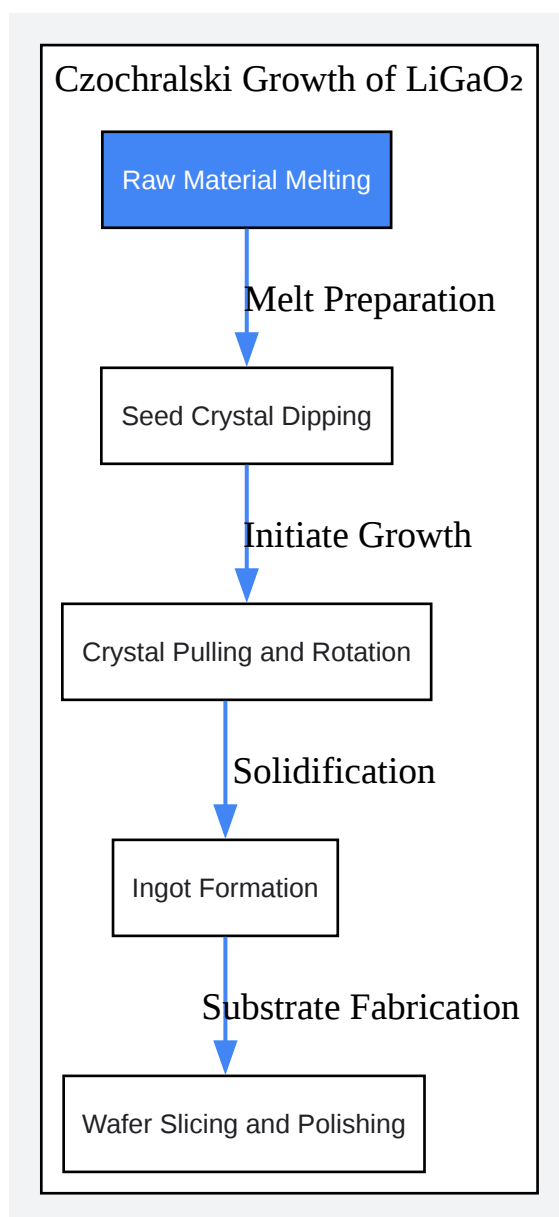 Czochralski Growth of LiGaO₂
Raw Material Melting
Melt Preparation
Seed Crystal Dipping
Initiate Growth
Crystal Pulling and Rotation
Solidification
Ingot Formation
Substrate Fabrication
Wafer Slicing and Polishing